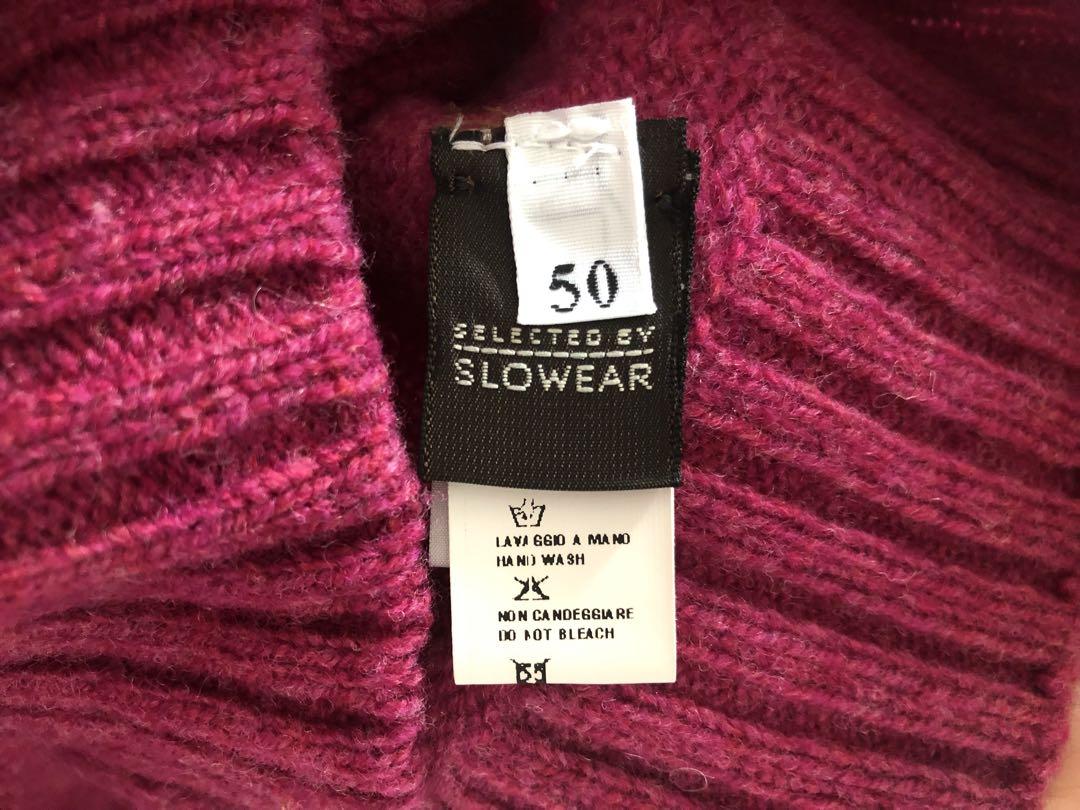 50
SELECTED BY
SLOWEAR
LAVAGGIO A MANO
HAND WASH
NON CANDEGGIARE
DO NOT BLEACH